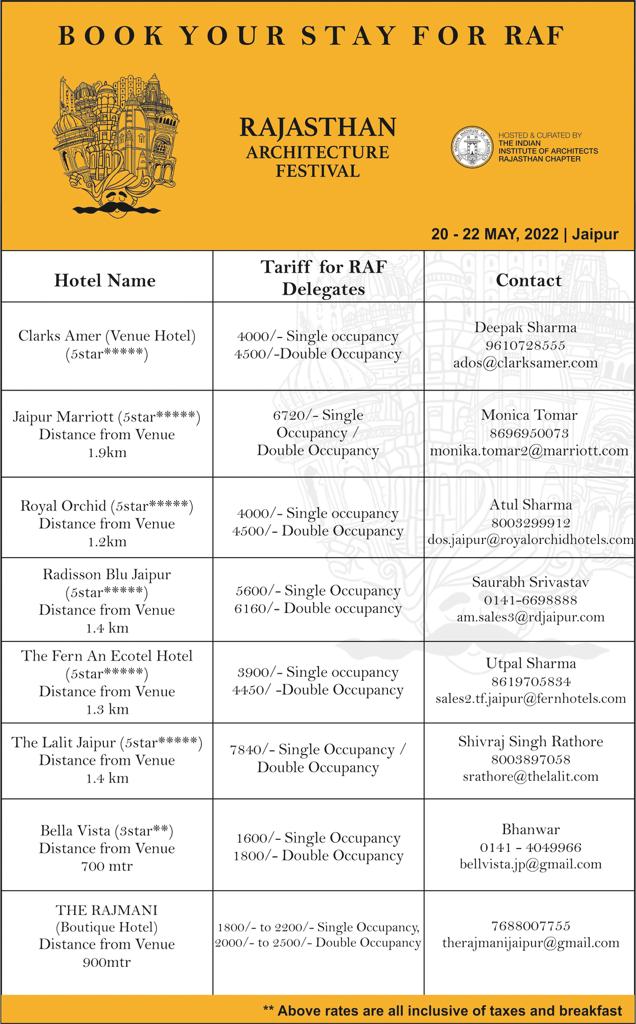 BOOK YOUR STAY FOR RAF
RAJASTHAN
ARCHITECTURE
FESTIVAL
HOSTED & CURATED BY
THE INDIAN
INSTITUTE OF ARCHITECTS
RAJASTHAN CHAPTER
20 - 22 MAY, 2022 | Jaipur
Hotel Name
Tariff for RAF
Delegates
Contact
Clarks Amer (Venue Hotel)
(5star*****)
4000/- Single occupancy
4500/-Double Occupancy
Deepak Sharma
9610728555
ados@clarksamer.com
Jaipur Marriott (5star*****)
Distance from Venue
1.9km
6720/- Single
Occupancy /
Double Occupancy
Monica Tomar
8696950073
monika.tomar2@marriott.com
Royal Orchid (5star*****)
Distance from Venue
1.2km
4000/- Single occupancy
4500/- Double Occupancy
Atul Sharma
8003299912
dos.jaipur@royalorchidhotels.com
Radisson Blu Jaipur
(5star*****)
Distance from Venue
1.4 km
5600/- Single Occupancy
6160/- Double occupancy
Saurabh Srivastav
0141-6698888
am.sales3@rdjaipur.com
The Fern An Ecotel Hotel
(5star*****)
Distance from Venue
1.3 km
3900/- Single occupancy
4450/ -Double Occupancy
Utpal Sharma
8619705834
sales2.tf.jaipur@fernhotels.com
The Lalit Jaipur (5star*****)
Distance from Venue
1.4 km
7840/- Single Occupancy /
Double Occupancy
Shivraj Singh Rathore
8003897058
srathore@thelalit.com
Bella Vista (3star**)
Distance from Venue
700 mtr
1600/- Single Occupancy
1800/- Double Occupancy
Bhanwar
0141 - 4049966
bellvista.jp@gmail.com
THE RAJMANI
(Boutique Hotel)
Distance from Venue
900mtr
1800/- to 2200/- Single Occupancy,
2000/- to 2500/- Double Occupancy
7688007755
therajmanijaipur@gmail.com
** Above rates are all inclusive of taxes and breakfast